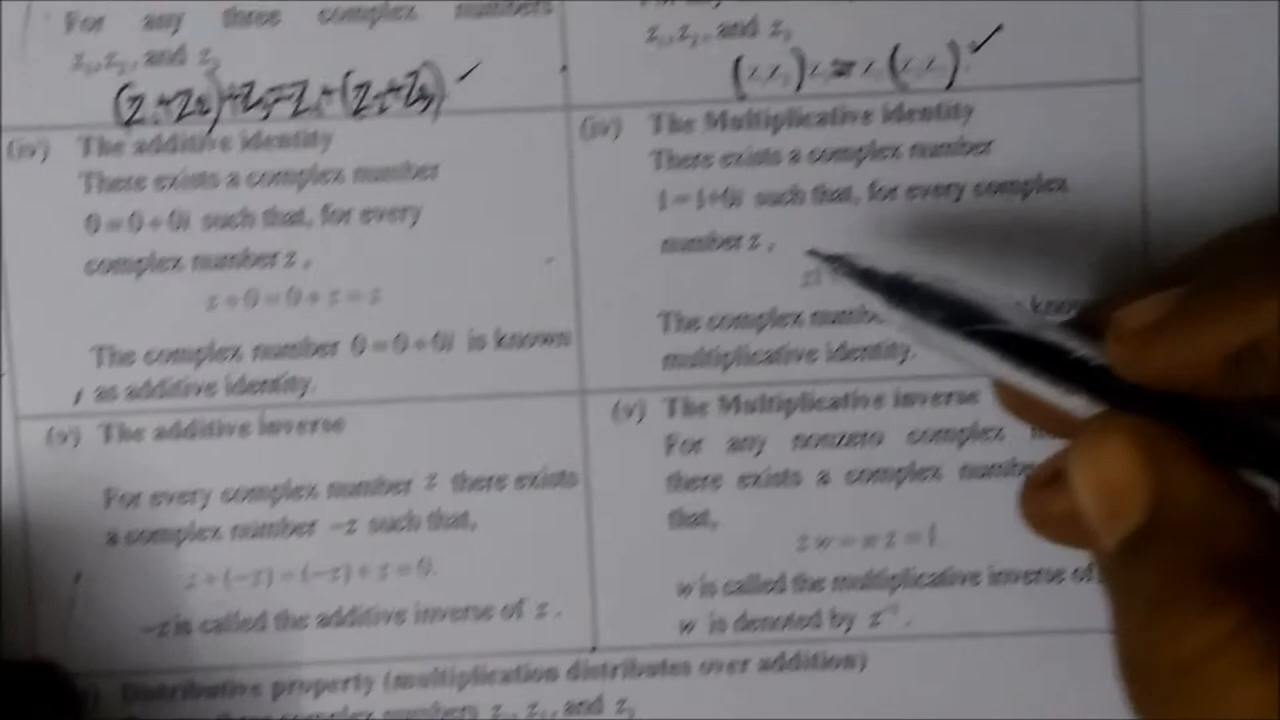 For any three complex numbers
z₁, z₂, and z₃
(Z₁+Z₂)+Z₃=Z₁+(Z₂+Z₃)
(iv) The additive identity
There exists a complex number
0=0+0i such that, for every
complex number z,
z+0=0+z=z
The complex number 0=0+0i is known
as additive identity.
(v) The additive inverse
For every complex number z there exists
a complex number -z such that,
z+(-z)=(-z)+z=0.
-z is called the additive inverse of z.
z₁, z₂, and z₃
(iv) The Multiplicative identity
There exists a complex number
1=1+0i such that, for every complex
number z,
The complex
multiplicative identity.
(v) The Multiplicative inverse
For any nonzero complex
there exists a complex
that,
zw=wz=1
w is called the multiplicative inverse of
w is denoted by z⁻¹.
Distributive property (multiplication distributes over addition)
complex numbers z₁, z₂, and z₃